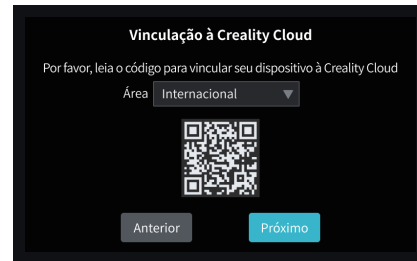 Vinculação à Creality Cloud
Por favor, leia o código para vincular seu dispositivo à Creality Cloud
Área Internacional
Anterior Próximo